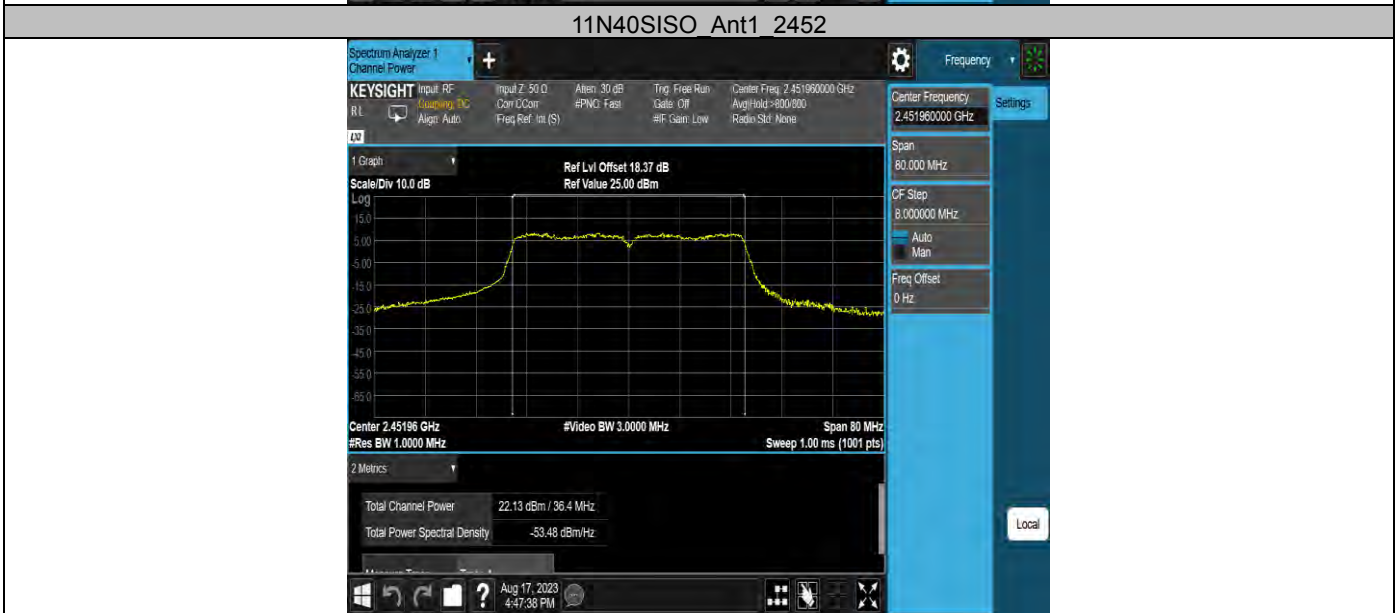 11N40SISO_Ant1_2452
Spectrum Analyzer 1
Channel Power
+
Frequency
KEYSIGHT
Input: RF
Coupling: DC
Align: Auto
Input Z: 50 Ω
Corr CCorr
Freq Ref: Int (S)
Atten: 30 dB
#PNO: Fast
Trig: Free Run
Gate: Off
#IF Gain: Low
Center Freq: 2.451960000 GHz
Avg|Hold:>800/800
Radio Std: None
Center Frequency
2.451960000 GHz
Settings
Span
80.000 MHz
CF Step
8.000000 MHz
Auto
Man
Freq Offset
0 Hz
1 Graph
Scale/Div 10.0 dB
Ref Lvl Offset 18.37 dB
Ref Value 25.00 dBm
Log
15.0
5.00
-5.00
-15.0
-25.0
-35.0
-45.0
-55.0
-65.0
Center 2.45196 GHz
#Video BW 3.0000 MHz
Span 80 MHz
#Res BW 1.0000 MHz
Sweep 1.00 ms (1001 pts)
2 Metrics
Total Channel Power 22.13 dBm / 36.4 MHz
Total Power Spectral Density -53.48 dBm/Hz
Local
?
Aug 17, 2023
4:47:38 PM